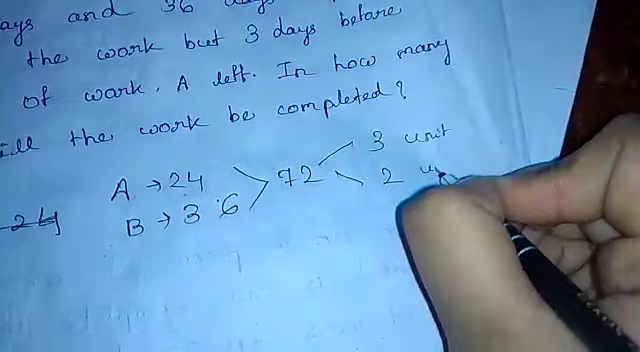 ays and 36 days
the work but 3 days before
of work, A left. In how many
ill the work be completed?
A → 24 72 3 unit
24 B → 36 2 u